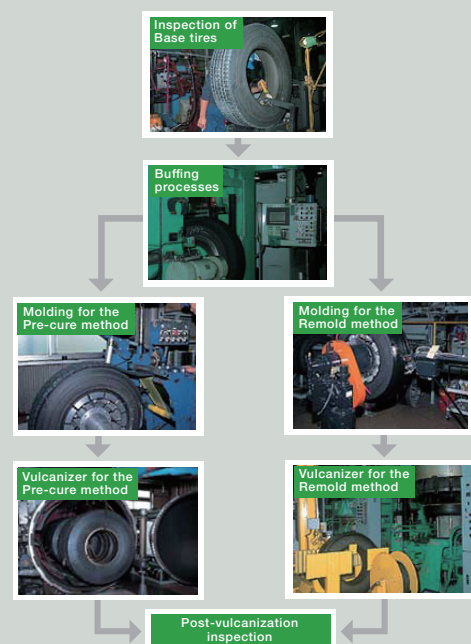 Inspection of
Base tires
Buffing
processes
Molding for the
Pre-cure method
Molding for the
Remold method
Vulcanizer for the
Pre-cure method
Vulcanizer for the
Remold method
Post-vulcanization
inspection